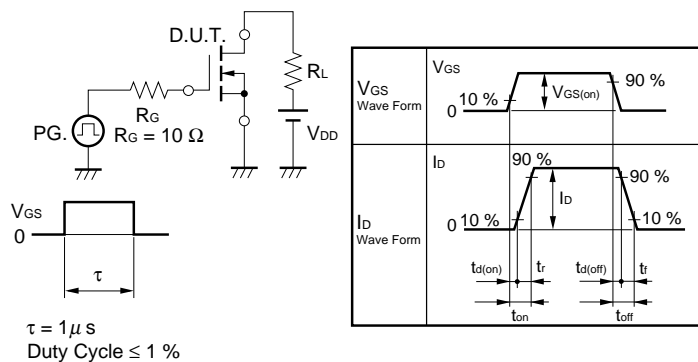 D.U.T.
RL
RG
PG.
RG = 10 Ω
VDD
VGS
0
τ
τ = 1μ s
Duty Cycle ≤ 1 %
VGS
Wave Form
VGS
10 %
0
VGS(on)
90 %
ID
Wave Form
ID
90 %
90 %
0 10 %
ID
10 %
td(on) tr td(off) tf
ton toff